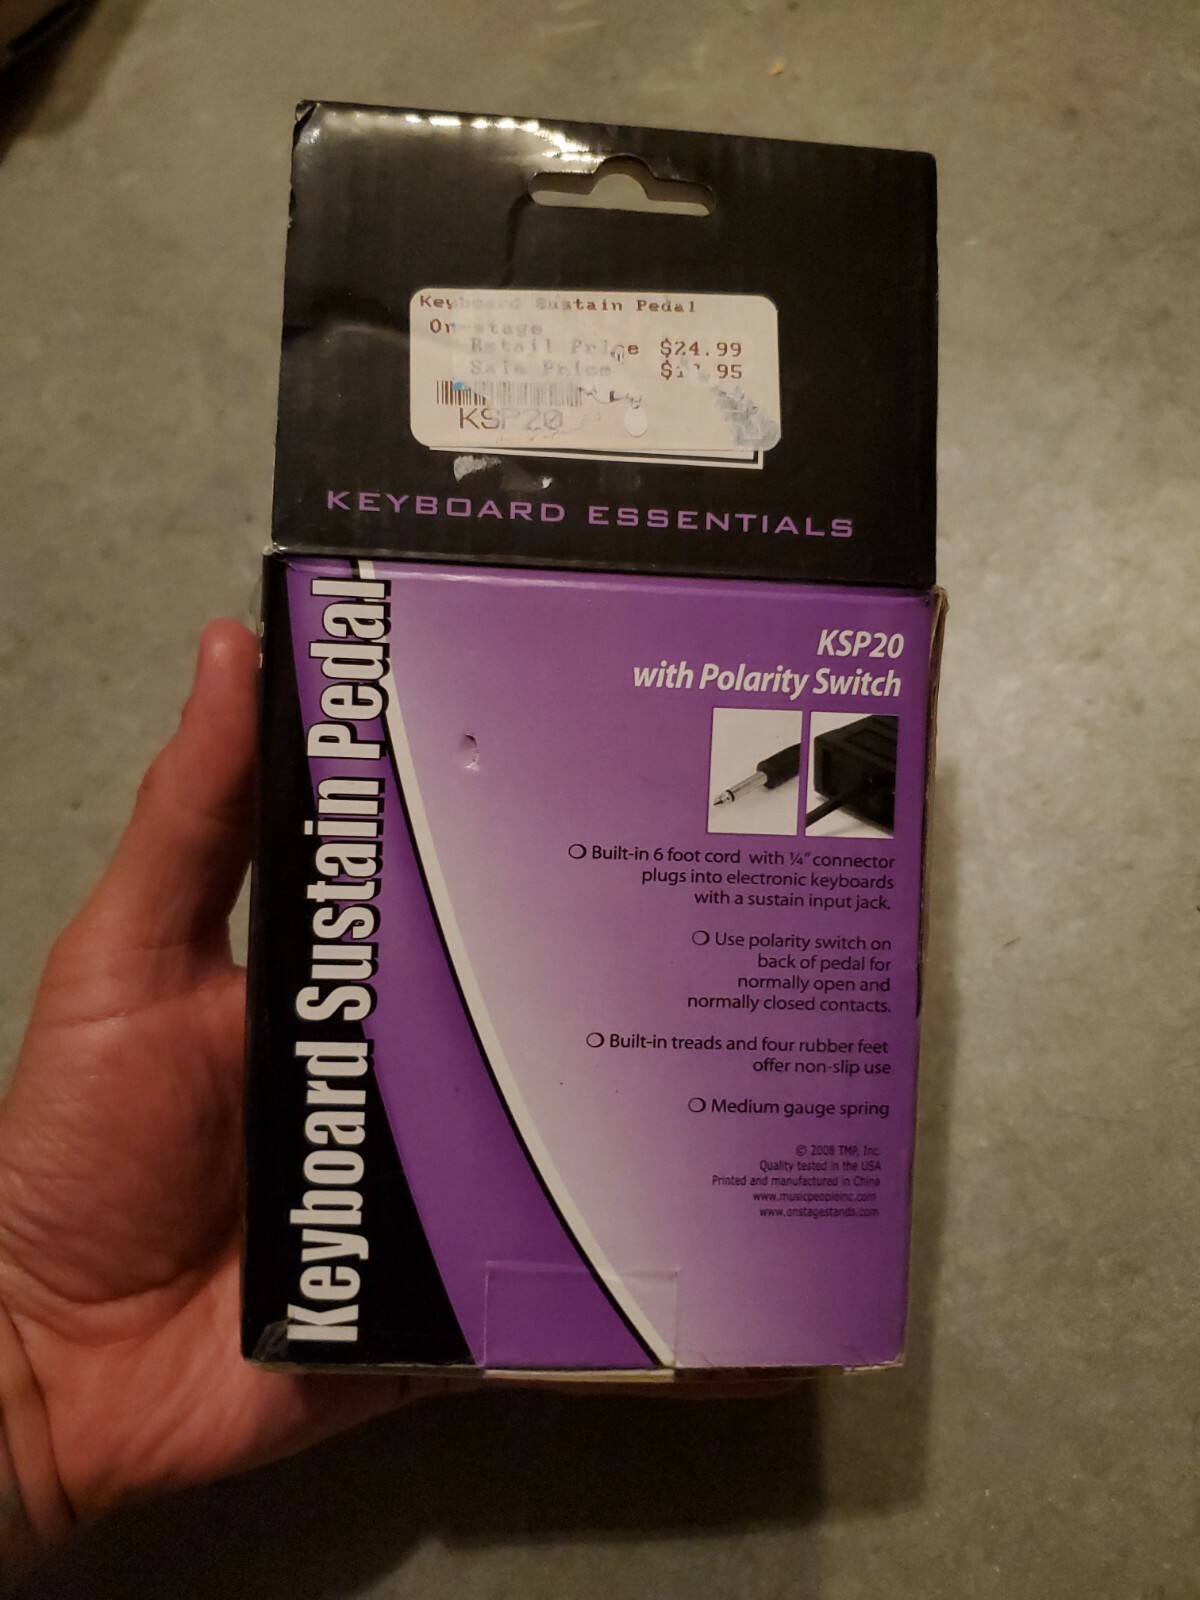 Keyboard Sustain Pedal
On-stage
Retail Price $24.99
Sale Price
KSP20
KEYBOARD ESSENTIALS
Keyboard Sustain Pedal
KSP20
with Polarity Switch
❍ Built-in 6 foot cord with ¼" connector
plugs into electronic keyboards
with a sustain input jack.
❍ Use polarity switch on
back of pedal for
normally open and
normally closed contacts.
❍ Built-in treads and four rubber feet
offer non-slip use
❍ Medium gauge spring
© 2008 TMP, Inc.
Quality tested in the USA
Printed and manufactured in China
www.musicpeopleinc.com
www.onstagestands.com